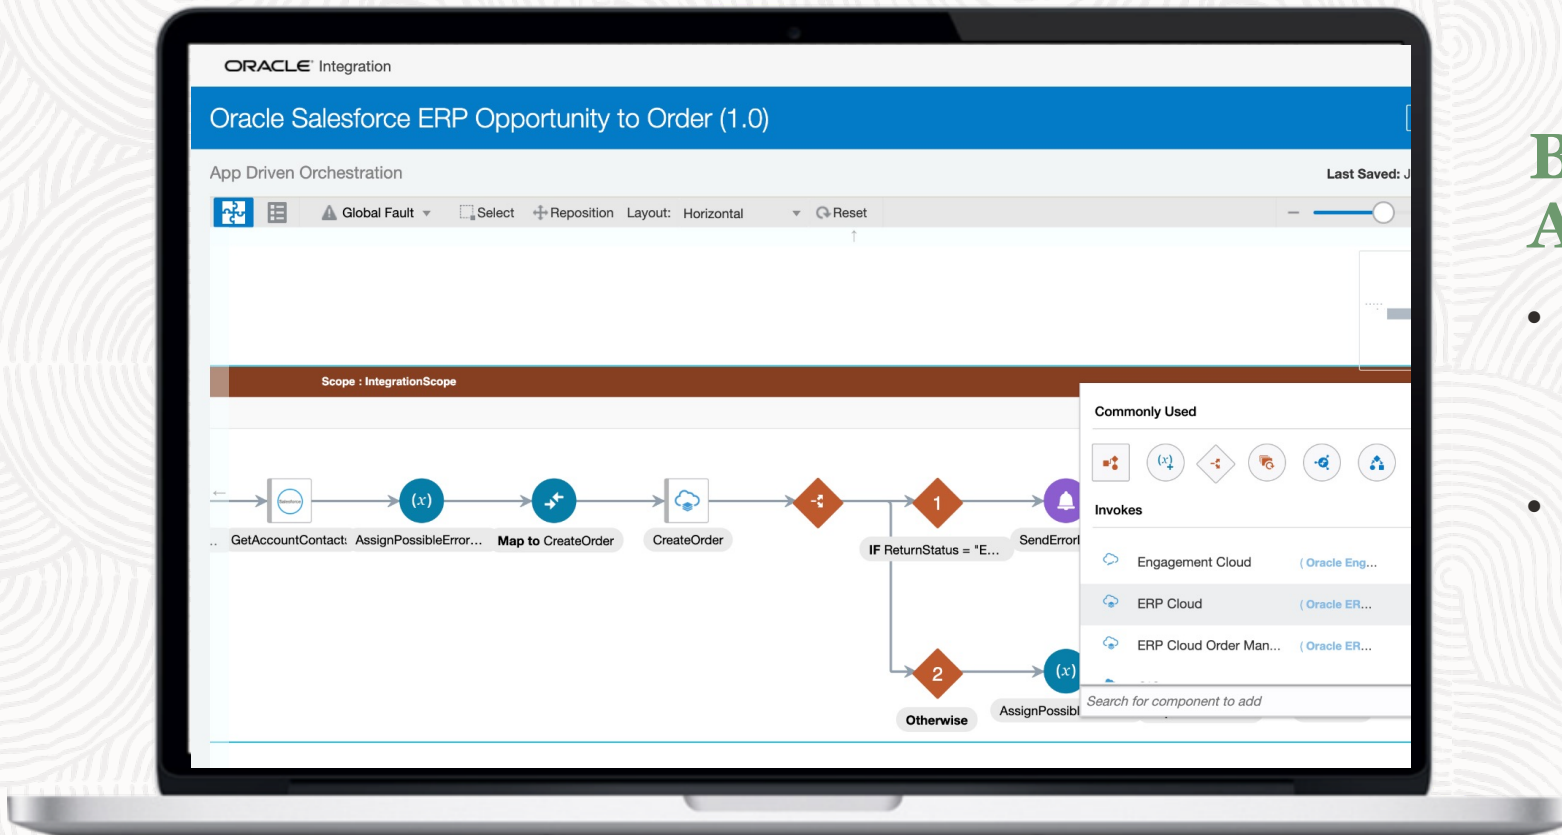 ORACLE Integration
Oracle Salesforce ERP Opportunity to Order (1.0)
App Driven Orchestration
Last Saved: J
Global Fault Select Reposition Layout: Horizontal Reset
B
A
Scope : IntegrationScope
Commonly Used
(x) 1
Invokes
.. GetAccountContact: AssignPossibleError... Map to CreateOrder CreateOrder IF ReturnStatus = "E... SendErrorI
Engagement Cloud ( Oracle Eng...
ERP Cloud ( Oracle ER...
ERP Cloud Order Man... ( Oracle ER...
2 (x)
Otherwise AssignPossibl
Search for component to add